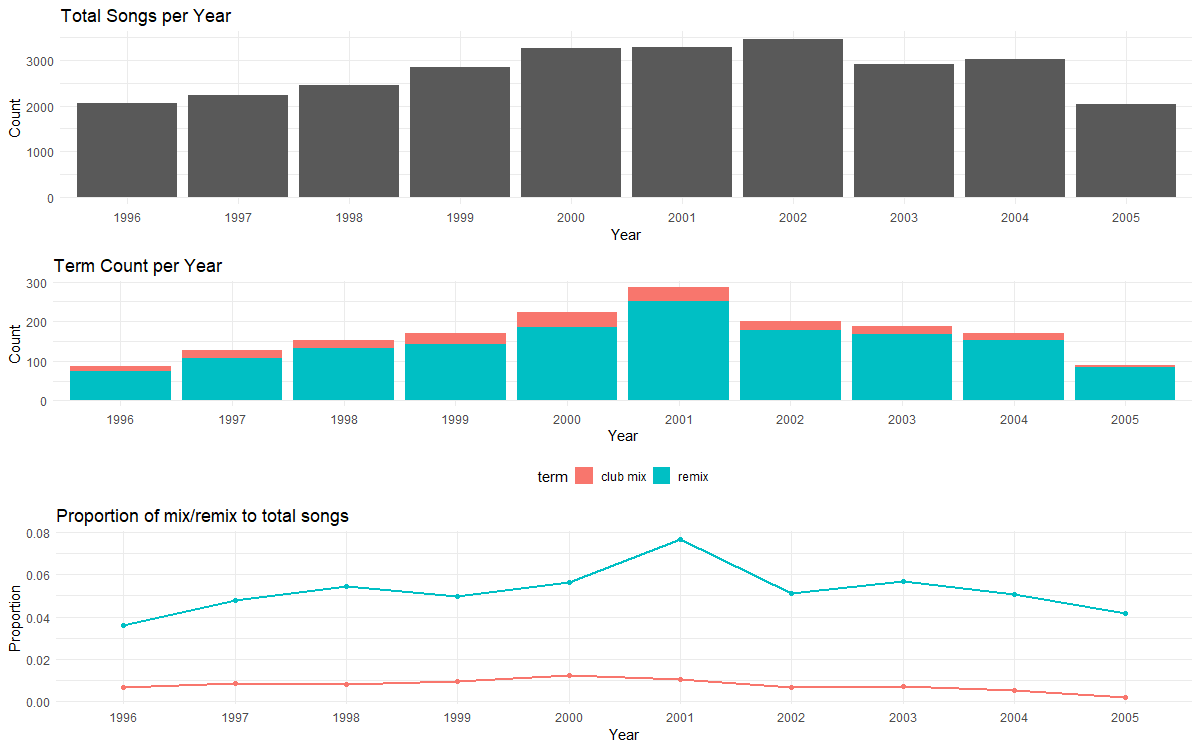 Total Songs per Year
Count
3000
2000
1000
0
1996 1997 1998 1999 2000 2001 2002 2003 2004 2005
Year
Term Count per Year
Count
300
200
100
0
1996 1997 1998 1999 2000 2001 2002 2003 2004 2005
Year
term club mix remix
Proportion of mix/remix to total songs
Proportion
0.08
0.06
0.04
0.02
0.00
1996 1997 1998 1999 2000 2001 2002 2003 2004 2005
Year